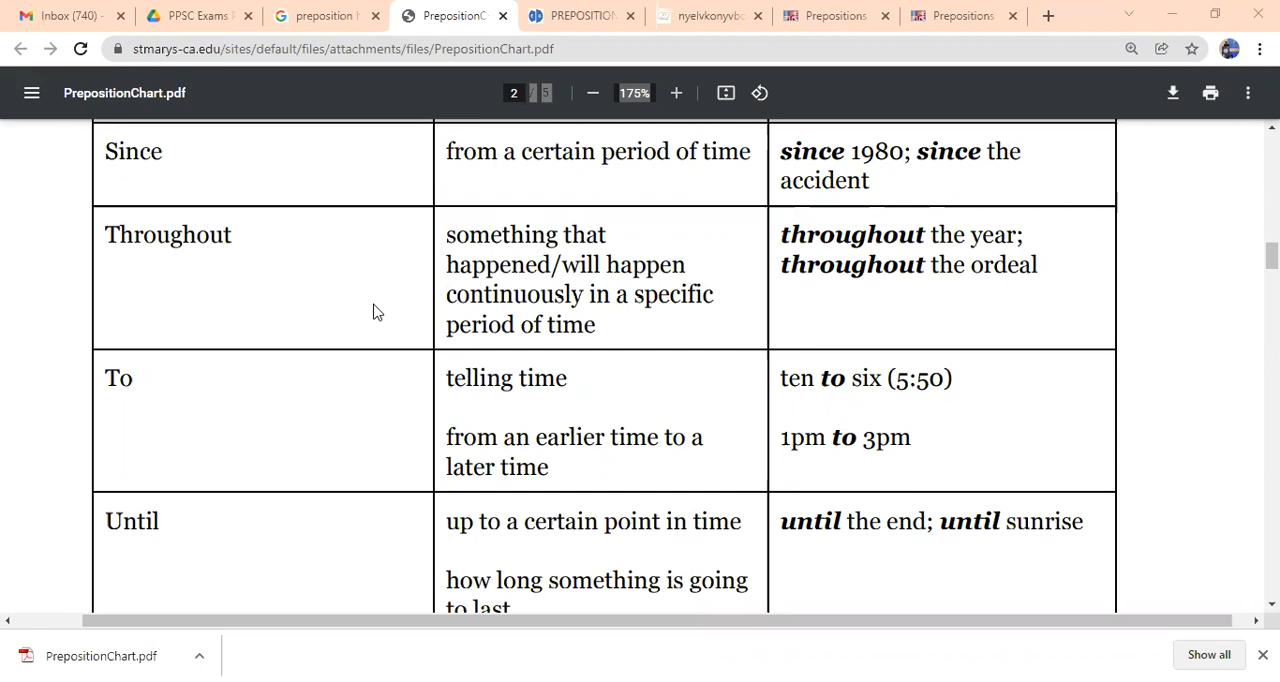 Inbox (740) -
PPSC Exams F
preposition h
PrepositionC
PREPOSITION
nyelvkonyvbo
Prepositions
Prepositions
stmarys-ca.edu/sites/default/files/attachments/files/PrepositionChart.pdf
PrepositionChart.pdf
2 / 5
175%
Since
from a certain period of time
since 1980; since the
accident
Throughout
something that
happened/will happen
continuously in a specific
period of time
throughout the year;
throughout the ordeal
To
telling time
from an earlier time to a
later time
ten to six (5:50)
1pm to 3pm
Until
up to a certain point in time
how long something is going
to last
until the end; until sunrise
PrepositionChart.pdf
Show all